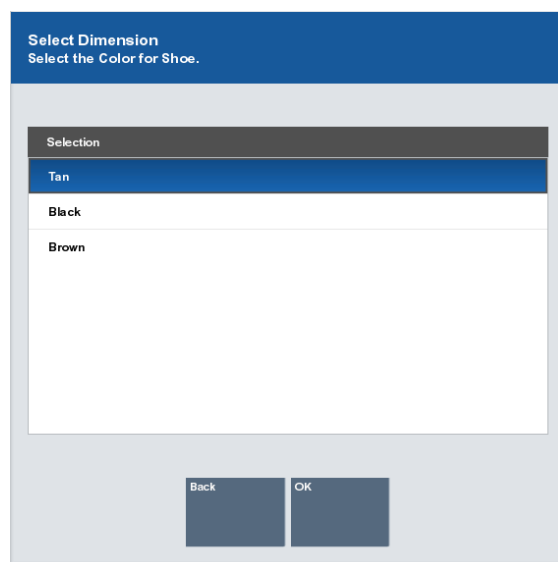 Select Dimension
Select the Color for Shoe.
Selection
Tan
Black
Brown
Back
OK